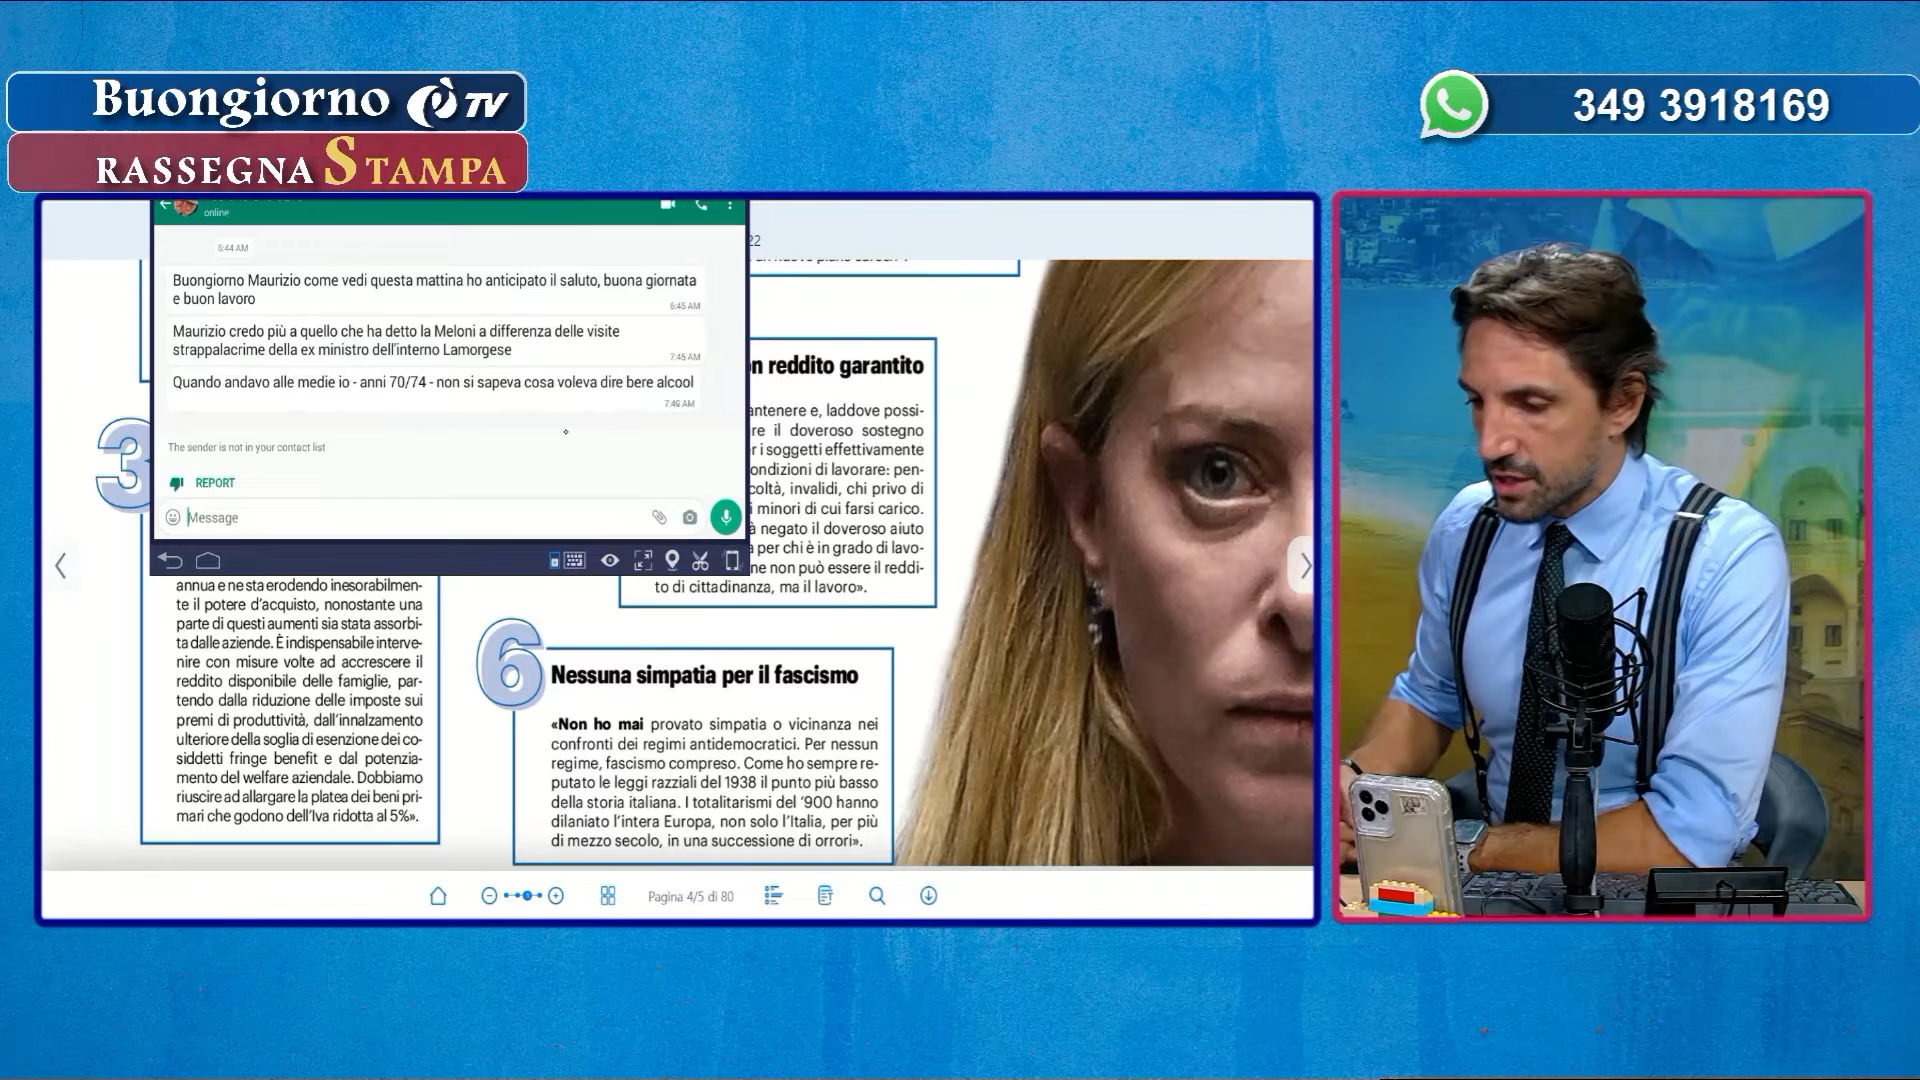 Buongiorno è TV
RASSEGNA STAMPA
349 3918169
online
6:44 AM
Buongiorno Maurizio come vedi questa mattina ho anticipato il saluto, buona giornata
e buon lavoro
6:45 AM
Maurizio credo più a quello che ha detto la Meloni a differenza delle visite
strappalacrime della ex ministro dell'interno Lamorgese
7:45 AM
Quando andavo alle medie io - anni 70/74 - non si sapeva cosa voleva dire bere alcool
7:49 AM
The sender is not in your contact list
REPORT
Message
22
3
annua e ne sta erodendo inesorabilmen-
te il potere d'acquisto, nonostante una
parte di questi aumenti sia stata assorbi-
ta dalle aziende. È indispensabile interve-
nire con misure volte ad accrescere il
reddito disponibile delle famiglie, par-
tendo dalla riduzione delle imposte sui
premi di produttività, dall'innalzamento
ulteriore della soglia di esenzione dei co-
siddetti fringe benefit e dal potenzia-
mento del welfare aziendale. Dobbiamo
riuscire ad allargare la platea dei beni pri-
mari che godono dell'Iva ridotta al 5%».
n reddito garantito
antenere e, laddove possi-
re il doveroso sostegno
r i soggetti effettivamente
ondizioni di lavorare: pen-
coltà, invalidi, chi privo di
i minori di cui farsi carico.
à negato il doveroso aiuto
a per chi è in grado di lavo-
ne non può essere il reddi-
to di cittadinanza, ma il lavoro».
6
Nessuna simpatia per il fascismo
«Non ho mai provato simpatia o vicinanza nei
confronti dei regimi antidemocratici. Per nessun
regime, fascismo compreso. Come ho sempre re-
putato le leggi razziali del 1938 il punto più basso
della storia italiana. I totalitarismi del '900 hanno
dilaniato l'intera Europa, non solo l'Italia, per più
di mezzo secolo, in una successione di orrori».
Pagina 4/5 di 80